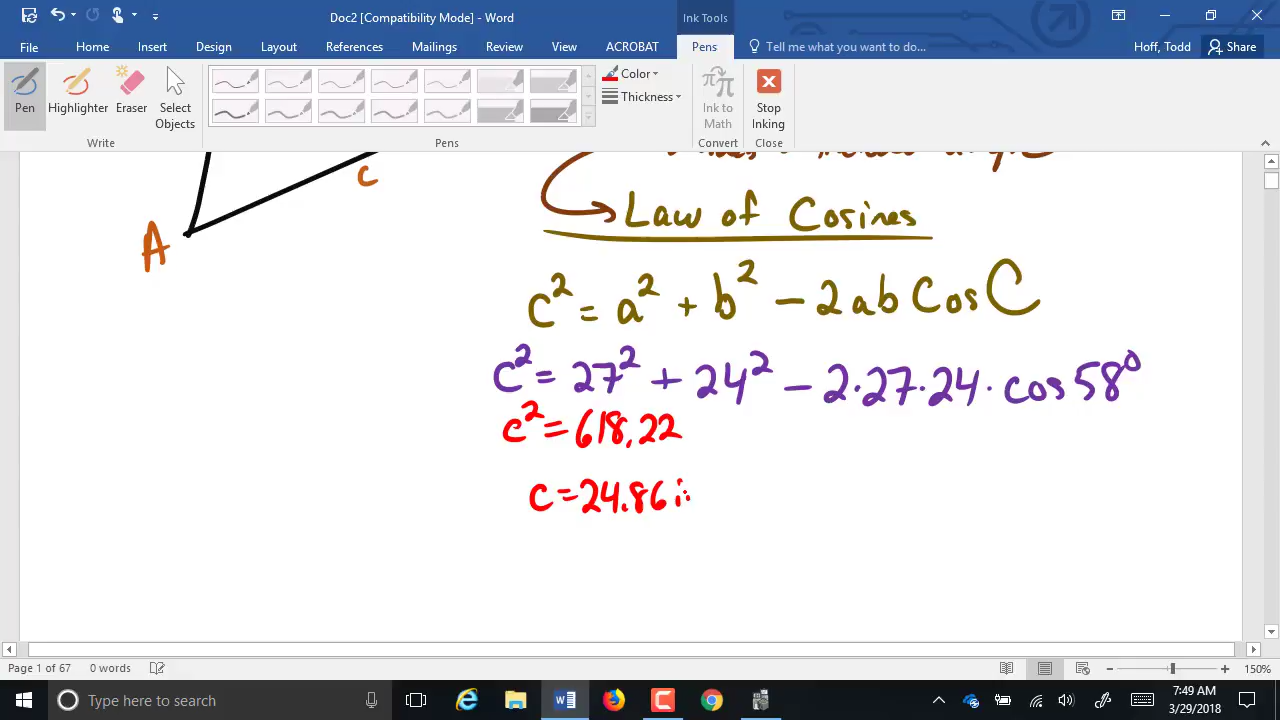 Doc2 [Compatibility Mode] - Word
Ink Tools
File Home Insert Design Layout References Mailings Review View ACROBAT Pens Tell me what you want to do... Hoff, Todd Share
Pen Highlighter Eraser Select Objects
Color
Thickness
Ink to Math
Stop Inking
Write Pens Convert Close
C
A
Law of Cosines
c² = a² + b² - 2ab Cos C
c² = 27² + 24² - 2·27·24·cos 58°
c² = 618.22
c = 24.86 i
Page 1 of 67 0 words 150%
Type here to search
7:49 AM
3/29/2018